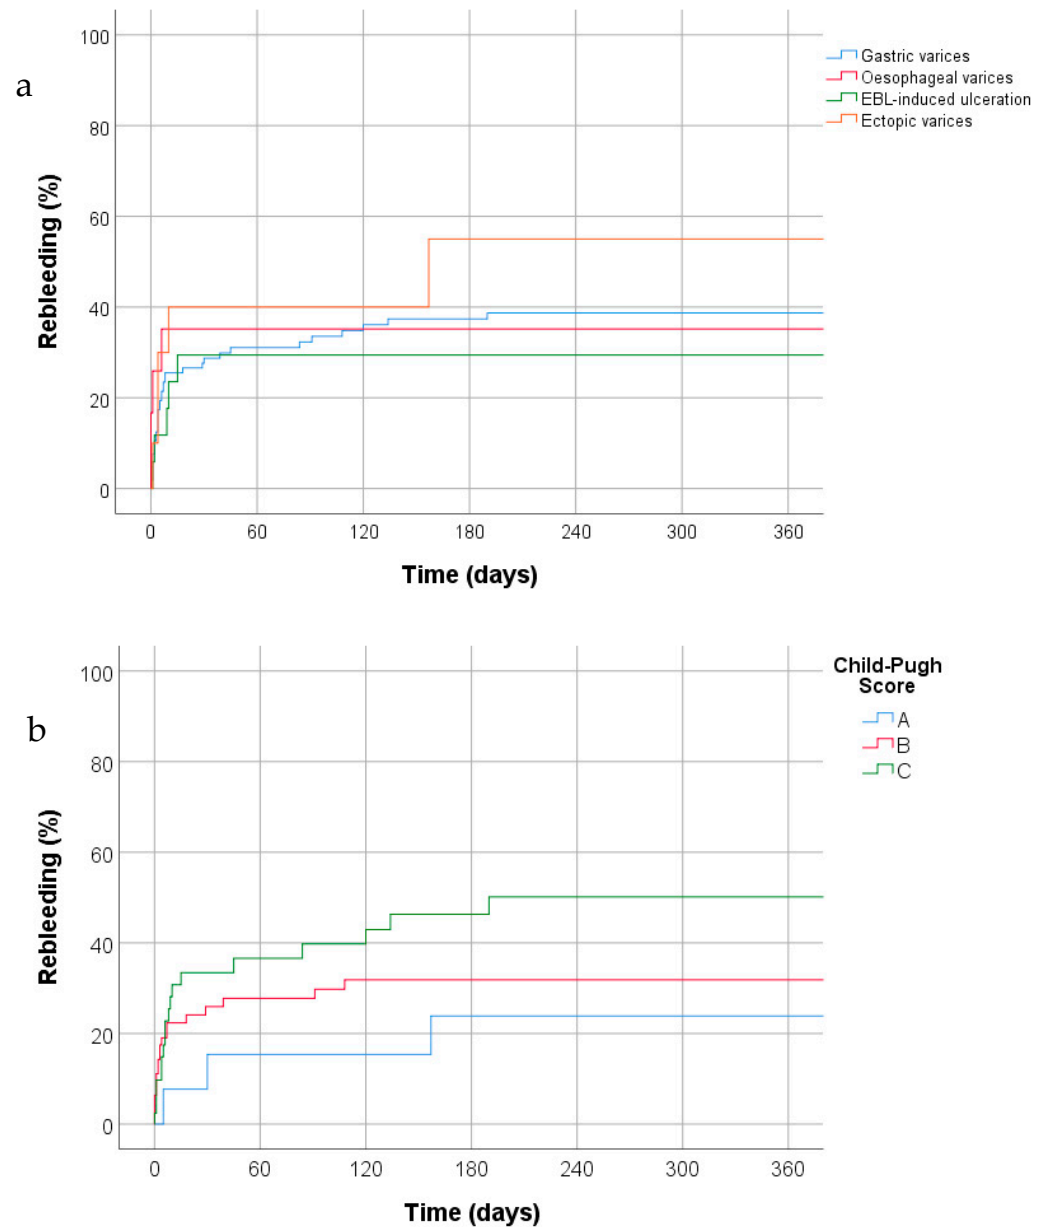 a
Rebleeding (%)
100
80
60
40
20
0
0 60 120 180 240 300 360
Time (days)
Gastric varices
Oesophageal varices
EBL-induced ulceration
Ectopic varices
b
Rebleeding (%)
100
80
60
40
20
0
0 60 120 180 240 300 360
Time (days)
Child-Pugh
Score
A
B
C